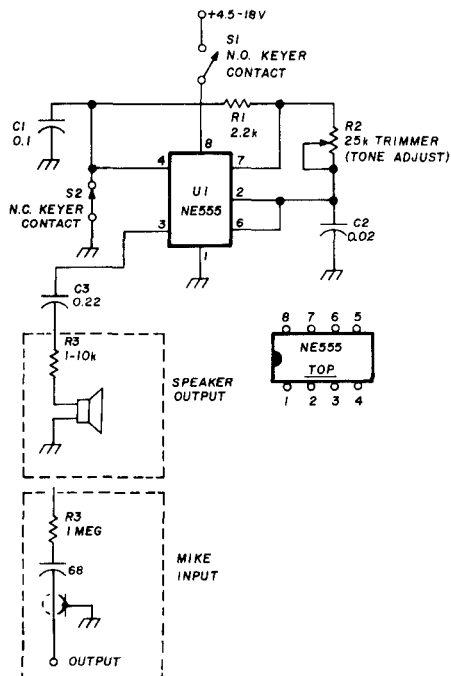 +4.5-18V
S1
N.O. KEYER
CONTACT
C1
0.1
R1
2.2k
R2
25k TRIMMER
(TONE ADJUST)
8
4
7
U1
NE555
2
S2
N.C. KEYER
CONTACT
3
6
1
C2
0.02
C3
0.22
R3
1-10k
SPEAKER
OUTPUT
8 7 6 5
NE555
TOP
1 2 3 4
R3
1 MEG
68
MIKE
INPUT
OUTPUT